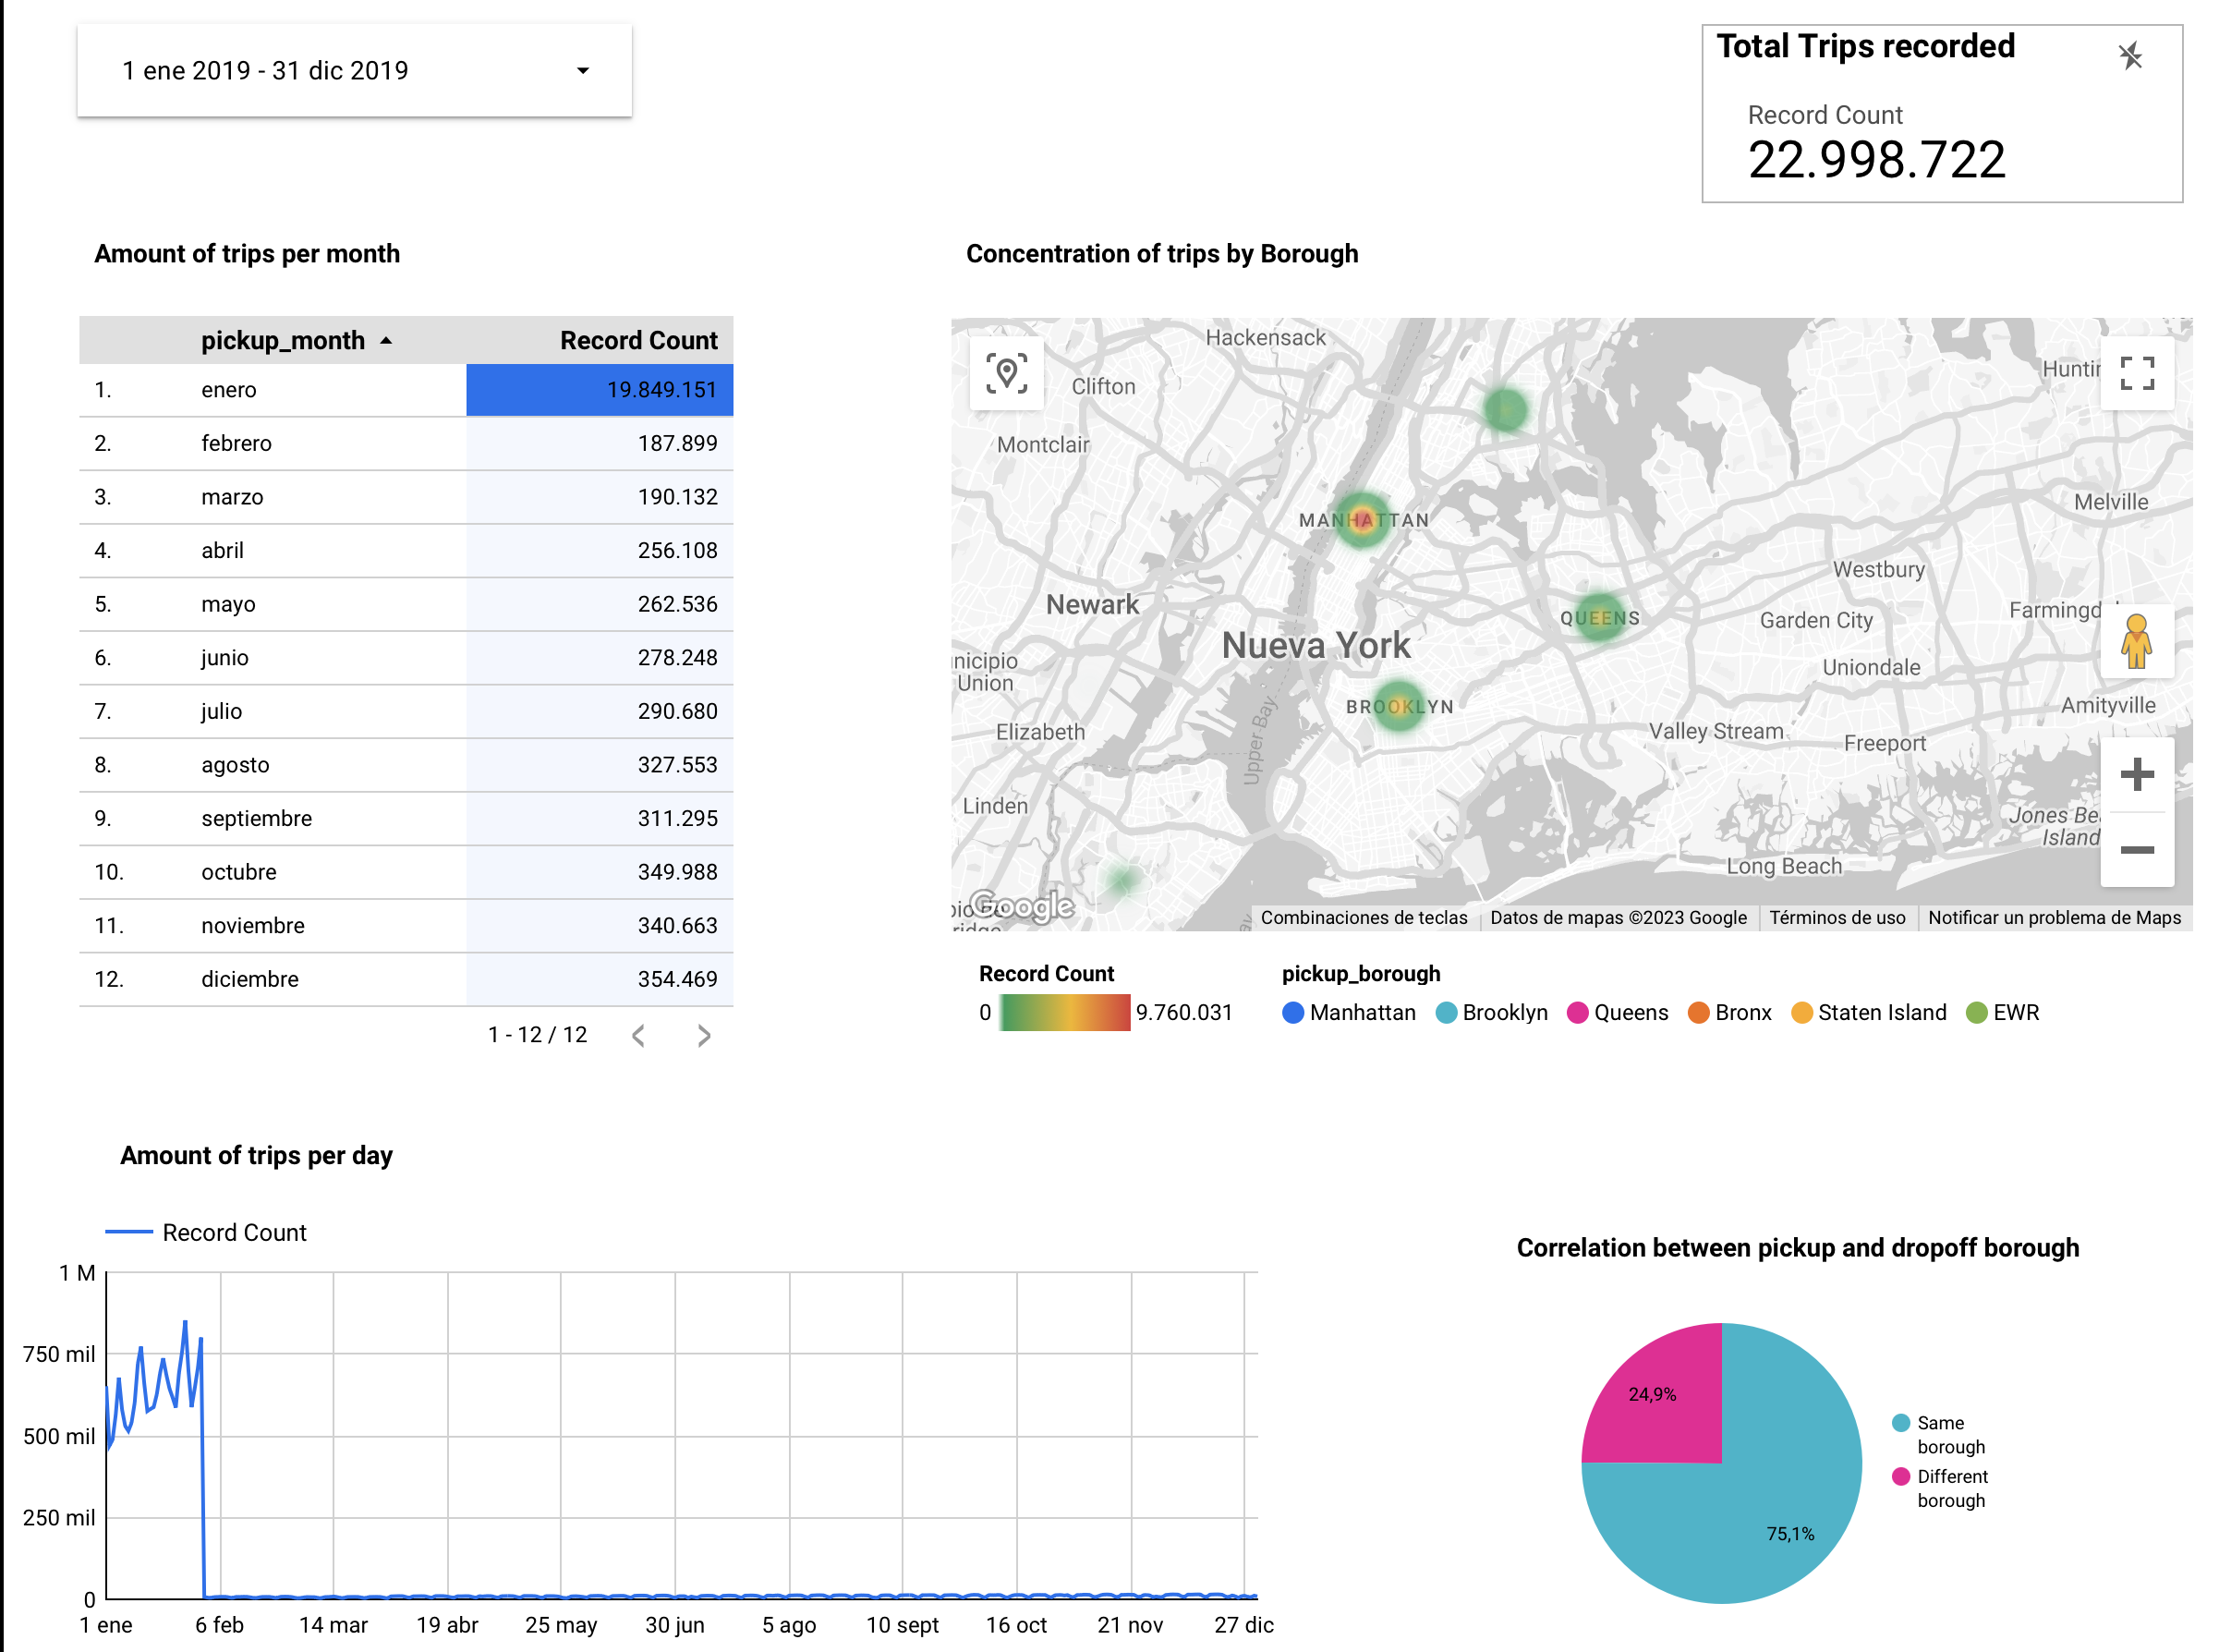 1 ene 2019 - 31 dic 2019
Total Trips recorded
Record Count
22.998.722
Amount of trips per month
pickup_month Record Count
1. enero 19.849.151
2. febrero 187.899
3. marzo 190.132
4. abril 256.108
5. mayo 262.536
6. junio 278.248
7. julio 290.680
8. agosto 327.553
9. septiembre 311.295
10. octubre 349.988
11. noviembre 340.663
12. diciembre 354.469
1 - 12 / 12
Concentration of trips by Borough
Hackensack
Clifton
Montclair
MANHATTAN
Melville
Westbury
Newark
QUEENS
Garden City
Nueva York
Union
Uniondale
BROOKLYN
Amityville
Elizabeth
Upper Bay
Valley Stream
Freeport
Linden
Island
Long Beach
Google
Combinaciones de teclas
Datos de mapas ©2023 Google
Términos de uso
Notificar un problema de Maps
Record Count
0 9.760.031
pickup_borough
Manhattan Brooklyn Queens Bronx Staten Island EWR
Amount of trips per day
Record Count
1 M
750 mil
500 mil
250 mil
0
1 ene 6 feb 14 mar 19 abr 25 may 30 jun 5 ago 10 sept 16 oct 21 nov 27 dic
Correlation between pickup and dropoff borough
24,9%
75,1%
Same
borough
Different
borough